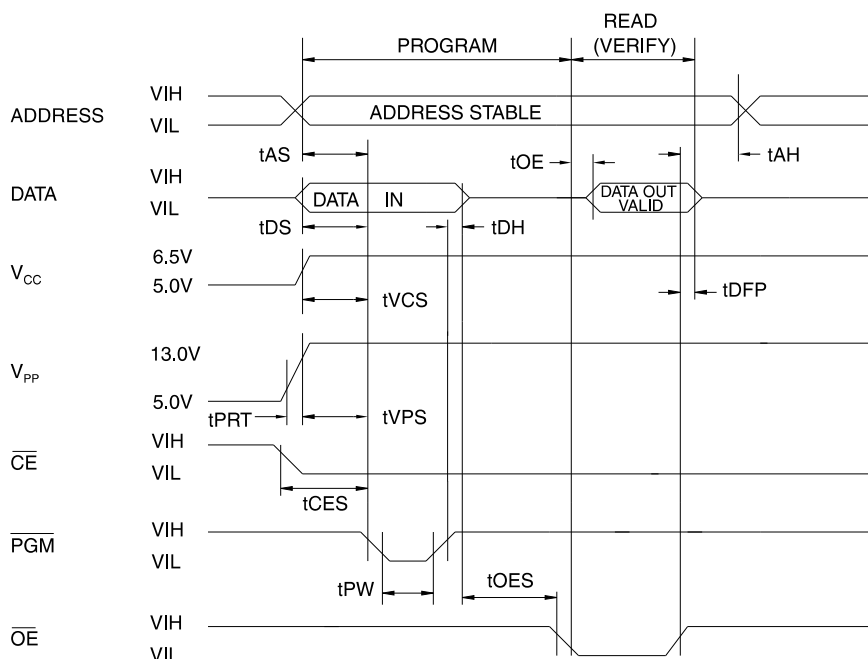 READ
PROGRAM (VERIFY)
ADDRESS VIH VIL ADDRESS STABLE
tAS tOE tAH
DATA VIH VIL DATA IN DATA OUT VALID
tDS tDH
VCC 6.5V 5.0V
tVCS tDFP
VPP 13.0V 5.0V
tPRT tVPS
CE VIH VIL
tCES
PGM VIH VIL
tPW tOES
OE VIH VIL